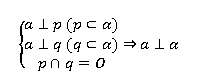 a ⊥ p (p ⊂ α)
a ⊥ q (q ⊂ α) ⇒ a ⊥ α
p ∩ q = O